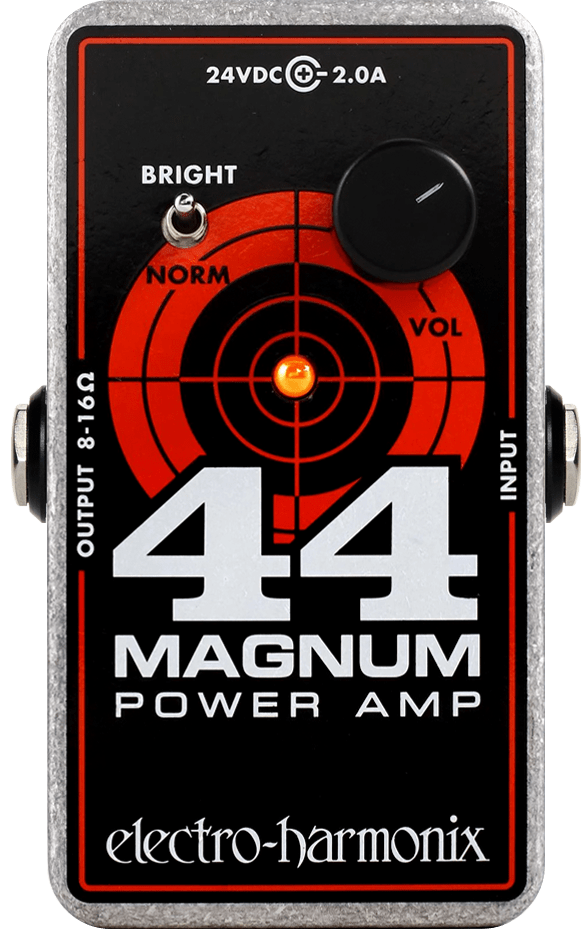 24VDC 2.0A
BRIGHT
NORM
VOL
OUTPUT 8-16Ω
INPUT
44
MAGNUM
POWER AMP
electro-harmonix